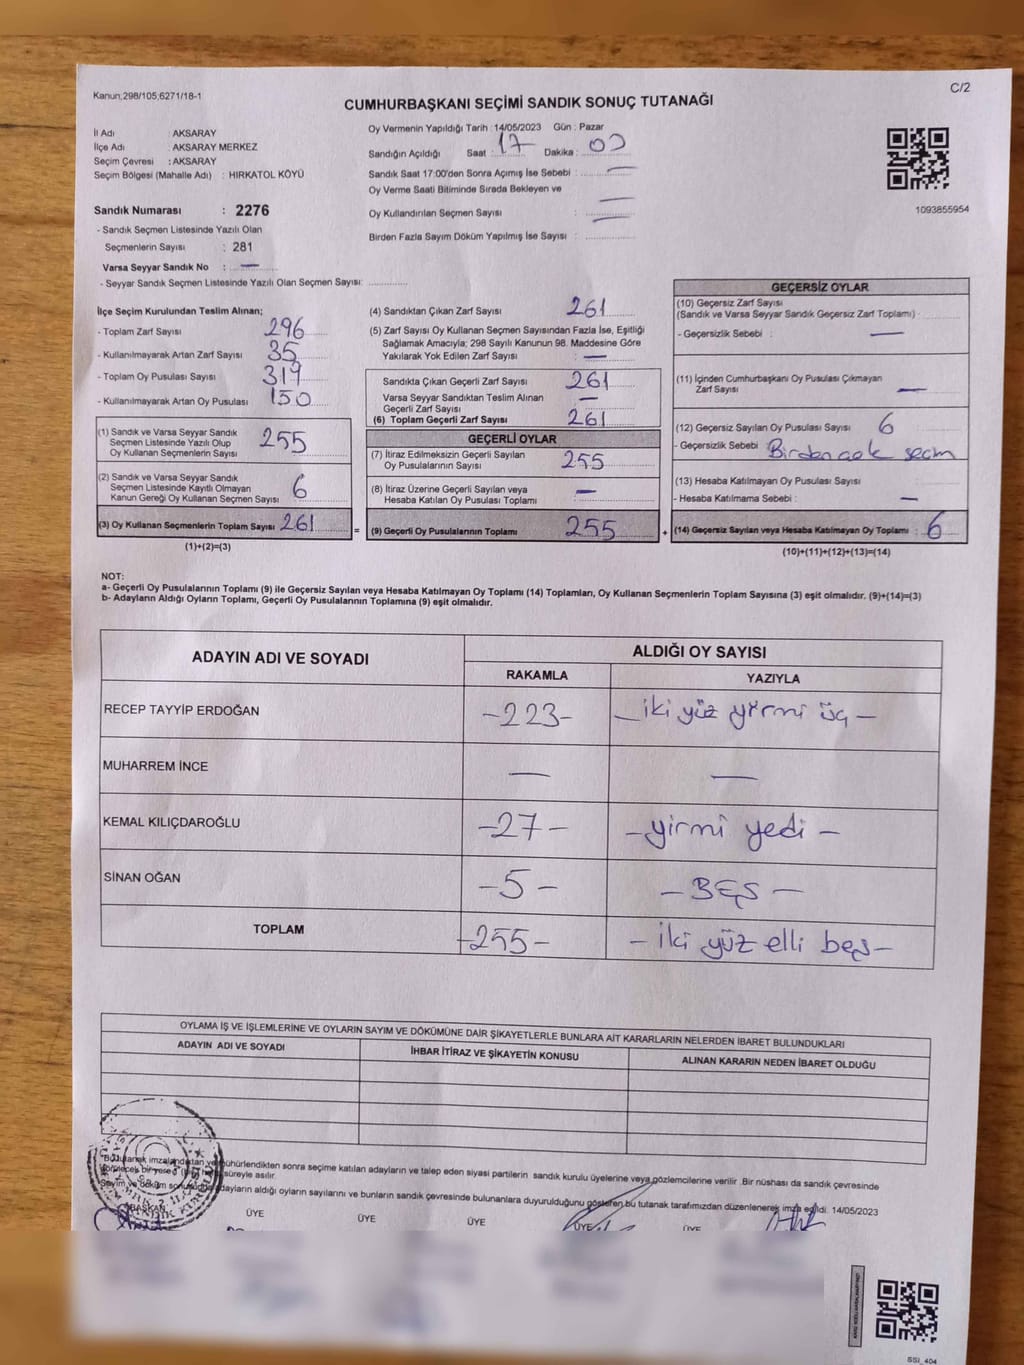 Kanun;298/105;6271/18-1
C/2
CUMHURBAŞKANI SEÇİMİ SANDIK SONUÇ TUTANAĞI
İl Adı : AKSARAY
İlçe Adı : AKSARAY MERKEZ
Seçim Çevresi : AKSARAY
Seçim Bölgesi (Mahalle Adı) : HIRKATOL KÖYÜ
Sandık Numarası : 2276
- Sandık Seçmen Listesinde Yazılı Olan
Seçmenlerin Sayısı : 281
Varsa Seyyar Sandık No : —
- Seyyar Sandık Seçmen Listesinde Yazılı Olan Seçmen Sayısı:
Oy Vermenin Yapıldığı Tarih : 14/05/2023 Gün : Pazar
Sandığın Açıldığı Saat : 17 Dakika : 00
Sandık Saat 17:00'den Sonra Açımış İse Sebebi : —
Oy Verme Saati Bitiminde Sırada Bekleyen ve
Oy Kullandırılan Seçmen Sayısı : —
Birden Fazla Sayım Döküm Yapılmış İse Sayısı :
1093855954
İlçe Seçim Kurulundan Teslim Alınan;
- Toplam Zarf Sayısı 296
- Kullanılmayarak Artan Zarf Sayısı 35
- Toplam Oy Pusulası Sayısı 319
- Kullanılmayarak Artan Oy Pusulası 150
(1) Sandık ve Varsa Seyyar Sandık
Seçmen Listesinde Yazılı Olup
Oy Kullanan Seçmenlerin Sayısı 255
(2) Sandık ve Varsa Seyyar Sandık
Seçmen Listesinde Kayıtlı Olmayan
Kanun Gereği Oy Kullanan Seçmen Sayısı 6
(3) Oy Kullanan Seçmenlerin Toplam Sayısı 261
(1)+(2)=(3)
(4) Sandıktan Çıkan Zarf Sayısı 261
(5) Zarf Sayısı Oy Kullanan Seçmen Sayısından Fazla İse, Eşitliği
Sağlamak Amacıyla; 298 Sayılı Kanunun 98. Maddesine Göre
Yakılarak Yok Edilen Zarf Sayısı : —
Sandıkta Çıkan Geçerli Zarf Sayısı 261
Varsa Seyyar Sandıktan Teslim Alınan
Geçerli Zarf Sayısı —
(6) Toplam Geçerli Zarf Sayısı 261
GEÇERLİ OYLAR
(7) İtiraz Edilmeksizin Geçerli Sayılan
Oy Pusulalarının Sayısı 255
(8) İtiraz Üzerine Geçerli Sayılan veya
Hesaba Katılan Oy Pusulası Toplamı —
= (9) Geçerli Oy Pusulalarının Toplamı 255
GEÇERSİZ OYLAR
(10) Geçersiz Zarf Sayısı
(Sandık ve Varsa Seyyar Sandık Geçersiz Zarf Toplamı) -
- Geçersizlik Sebebi : —
(11) İçinden Cumhurbaşkanı Oy Pusulası Çıkmayan
Zarf Sayısı —
(12) Geçersiz Sayılan Oy Pusulası Sayısı 6
- Geçersizlik Sebebi : Birden çok seçim
(13) Hesaba Katılmayan Oy Pusulası Sayısı :
- Hesaba Katılmama Sebebi : —
+ (14) Geçersiz Sayılan veya Hesaba Katılmayan Oy Toplamı : 6
(10)+(11)+(12)+(13)=(14)
NOT:
a- Geçerli Oy Pusulalarının Toplamı (9) ile Geçersiz Sayılan veya Hesaba Katılmayan Oy Toplamı (14) Toplamları, Oy Kullanan Seçmenlerin Toplam Sayısına (3) eşit olmalıdır. (9)+(14)=(3)
b- Adayların Aldığı Oyların Toplamı, Geçerli Oy Pusulalarının Toplamına (9) eşit olmalıdır.
ADAYIN ADI VE SOYADI
ALDIĞI OY SAYISI
RAKAMLA YAZIYLA
RECEP TAYYİP ERDOĞAN -223- - iki yüz yirmi üç -
MUHARREM İNCE — —
KEMAL KILIÇDAROĞLU -27- - yirmi yedi -
SİNAN OĞAN -5- - BEŞ -
TOPLAM -255- - iki yüz elli beş -
OYLAMA İŞ VE İŞLEMLERİNE VE OYLARIN SAYIM VE DÖKÜMÜNE DAİR ŞİKAYETLERLE BUNLARA AİT KARARLARIN NELERDEN İBARET BULUNDUKLARI
ADAYIN ADI VE SOYADI İHBAR İTİRAZ VE ŞİKAYETİN KONUSU ALINAN KARARIN NEDEN İBARET OLDUĞU
mühürlendikten sonra seçime katılan adayların ve talep eden siyasi partilerin sandık kurulu üyelerine veya gözlemcilerine verilir. Bir nüshası da sandık çevresinde
süreyle asılır.
adayların aldığı oyların sayılarını ve bunların sandık çevresinde bulunanlara duyurulduğunu gösteren bu tutanak tarafımızdan düzenlenerek imza edildi. 14/05/2023
BAŞKAN ÜYE ÜYE ÜYE ÜYE ÜYE
SSİ_404